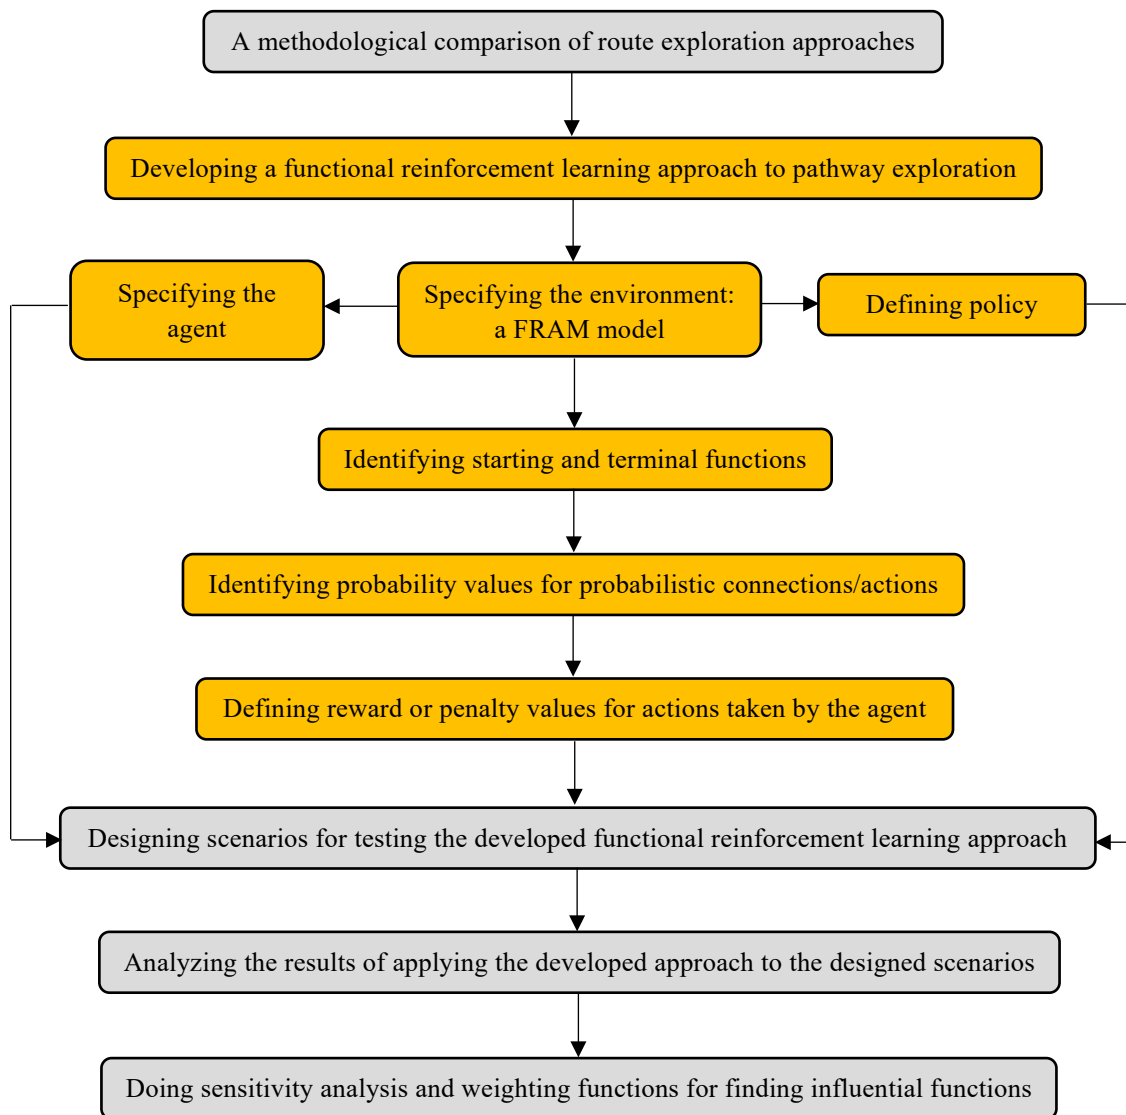 A methodological comparison of route exploration approaches
Developing a functional reinforcement learning approach to pathway exploration
Specifying the
agent
Specifying the environment:
a FRAM model
Defining policy
Identifying starting and terminal functions
Identifying probability values for probabilistic connections/actions
Defining reward or penalty values for actions taken by the agent
Designing scenarios for testing the developed functional reinforcement learning approach
Analyzing the results of applying the developed approach to the designed scenarios
Doing sensitivity analysis and weighting functions for finding influential functions